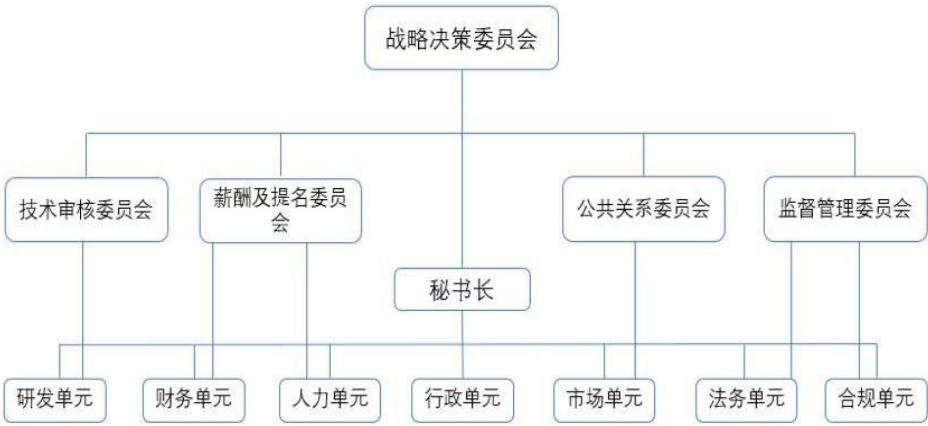 战略决策委员会
技术审核委员会
薪酬及提名委员
会
公共关系委员会
监督管理委员会
秘书长
研发单元
财务单元
人力单元
行政单元
市场单元
法务单元
合规单元